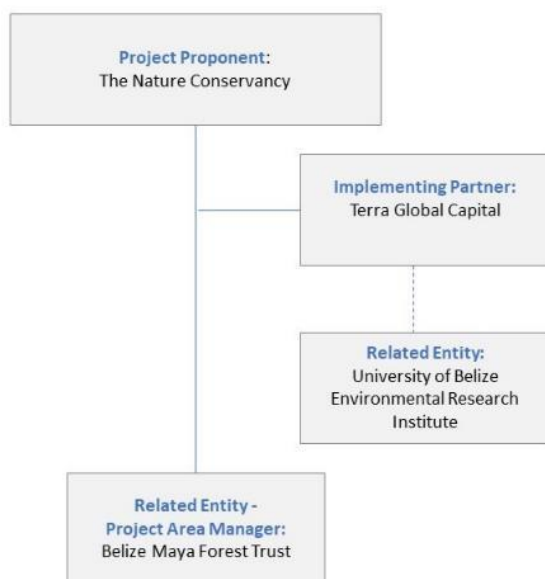 Project Proponent:
The Nature Conservancy
Implementing Partner:
Terra Global Capital
Related Entity:
University of Belize
Environmental Research
Institute
Related Entity -
Project Area Manager:
Belize Maya Forest Trust